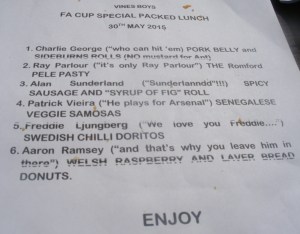 VINES BOYS
FA CUP SPECIAL PACKED LUNCH
30TH MAY 2015
1. Charlie George ("who can hit 'em) PORK BELLY and
SIDEBURNS ROLLS (NO mustard for Ant)
2. Ray Parlour ("it's only Ray Parlour") THE Romford
PELE PASTY
3. Alan Sunderland ("Sunderlanndd"!!!) SPICY
SAUSAGE AND "SYRUP OF FIG" ROLL
4. Patrick Vieira ("He plays for Arsenal") SENEGALESE
VEGGIE SAMOSAS
5. Freddie Ljungberg ("We love you Freddie....")
SWEDISH CHILLI DORITOS
6. Aaron Ramsey ("and that's why you leave him in
there") WELSH RASPBERRY AND LAVER BREAD
DONUTS.
ENJOY